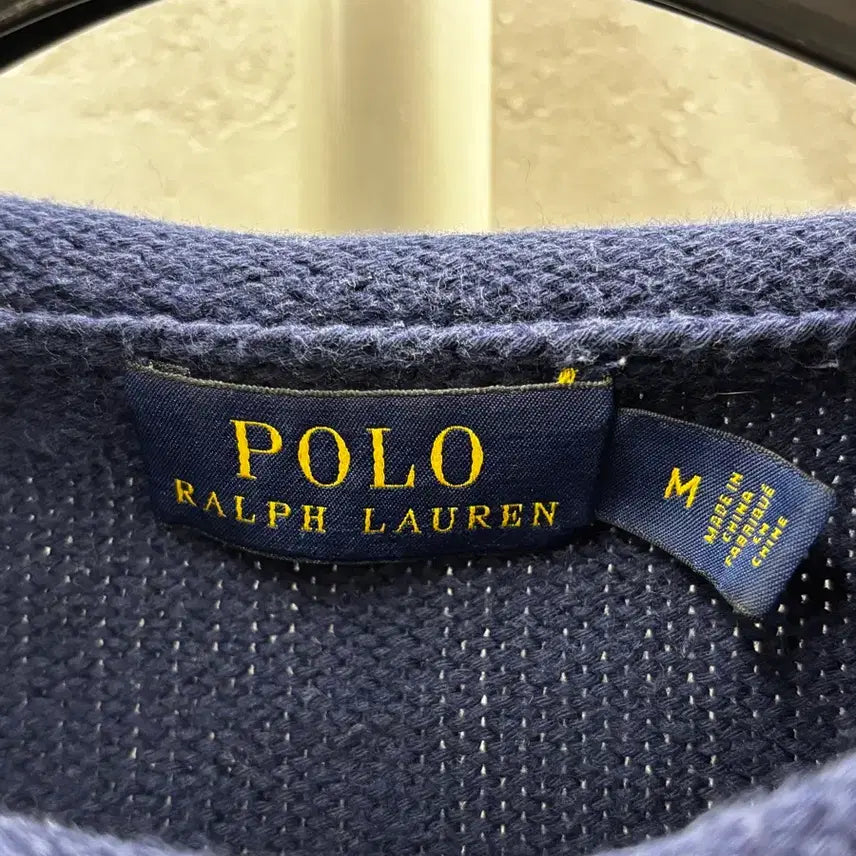 POLO
RALPH LAUREN
M
MADE IN
CHINA
FABRIQUÉ
EN
CHINE